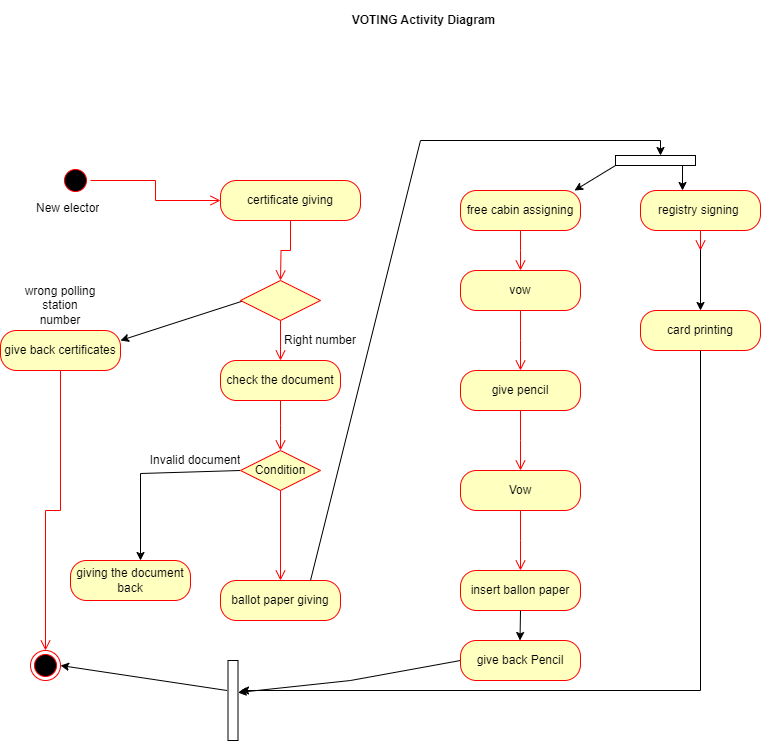 VOTING Activity Diagram
New elector
certificate giving
free cabin assigning
registry signing
wrong polling
station
number
vow
Right number
card printing
give back certificates
check the document
give pencil
Invalid document
Condition
Vow
giving the document
back
ballot paper giving
insert ballon paper
give back Pencil